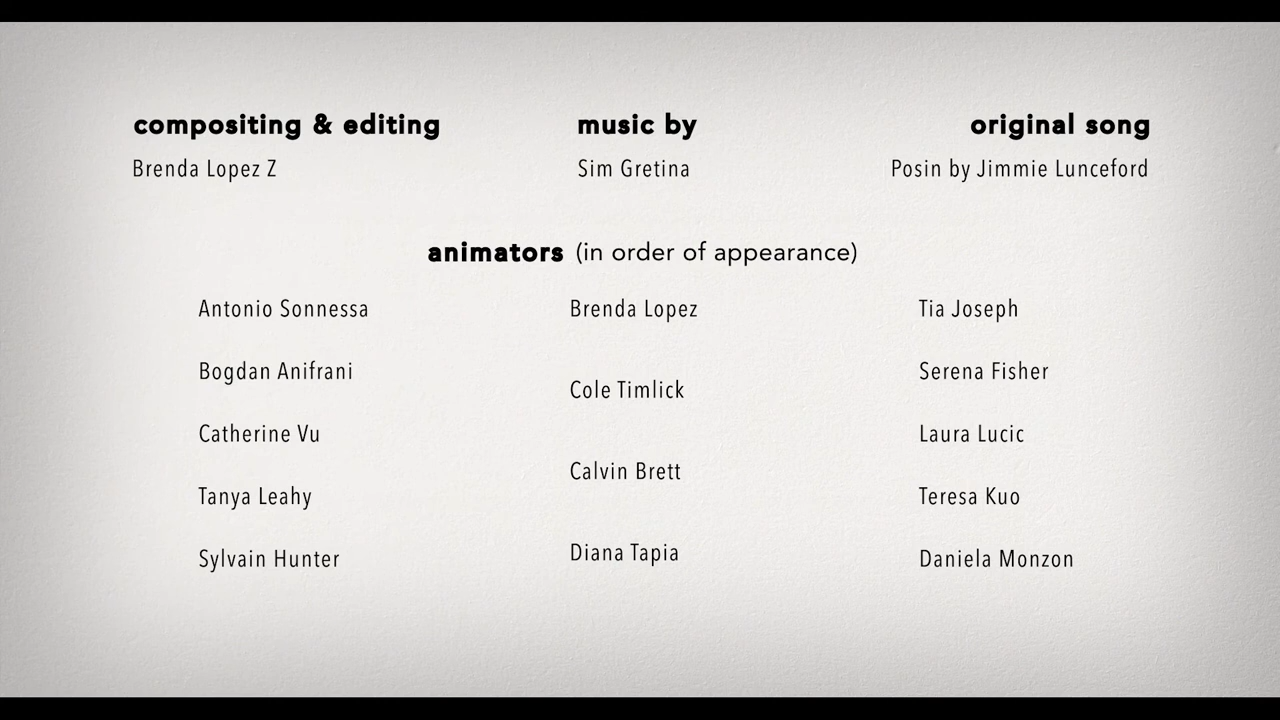 compositing & editing
Brenda Lopez Z
music by
Sim Gretina
original song
Posin by Jimmie Lunceford
animators (in order of appearance)
Antonio Sonnessa
Bogdan Anifrani
Catherine Vu
Tanya Leahy
Sylvain Hunter
Brenda Lopez
Cole Timlick
Calvin Brett
Diana Tapia
Tia Joseph
Serena Fisher
Laura Lucic
Teresa Kuo
Daniela Monzon